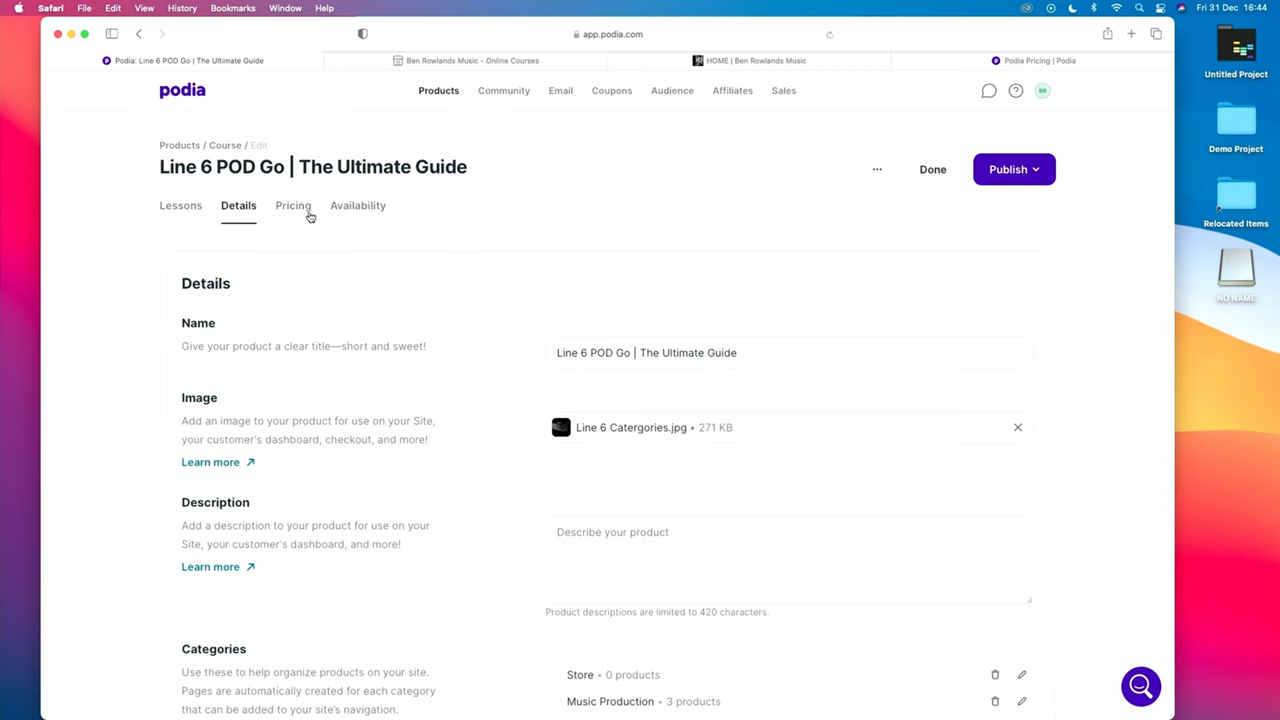 Safari File Edit View History Bookmarks Window Help Fri 31 Dec 16:44
app.podia.com
Podia: Line 6 POD Go | The Ultimate Guide Ben Rowlands Music - Online Courses HOME | Ben Rowlands Music Podia Pricing | Podia
podia Products Community Email Coupons Audience Affiliates Sales BR
Products / Course / Edit
Line 6 POD Go | The Ultimate Guide
Done Publish
Lessons Details Pricing Availability
Details
Name
Give your product a clear title—short and sweet!
Line 6 POD Go | The Ultimate Guide
Image
Add an image to your product for use on your Site,
your customer's dashboard, checkout, and more!
Learn more
Line 6 Catergories.jpg • 271 KB
Description
Add a description to your product for use on your
Site, your customer's dashboard, and more!
Learn more
Describe your product
Product descriptions are limited to 420 characters.
Categories
Use these to help organize products on your site.
Pages are automatically created for each category
that can be added to your site's navigation.
Store • 0 products
Music Production • 3 products
Untitled Project
Demo Project
Relocated Items
NO NAME